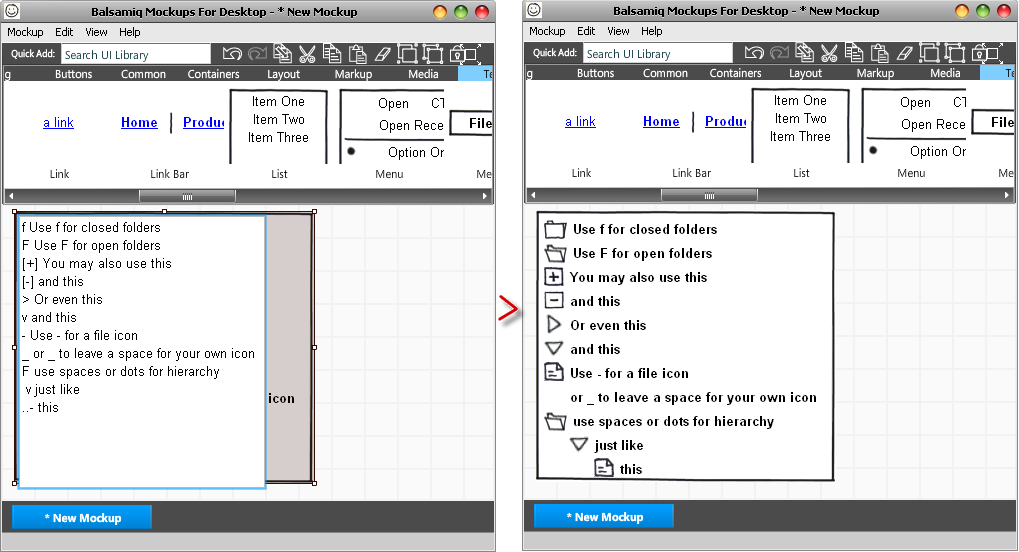 Balsamiq Mockups For Desktop - * New Mockup
Mockup Edit View Help
Quick Add: Search UI Library
g Buttons Common Containers Layout Markup Media Te
a link Home Produc Item One Open CT
Item Two Open Rece File
Item Three Option On
Link Link Bar List Menu Me
f Use f for closed folders
F Use F for open folders
[+] You may also use this
[-] and this
> Or even this
v and this
- Use - for a file icon
_ or _ to leave a space for your own icon
F use spaces or dots for hierarchy
v just like
..- this
icon
* New Mockup
>
Balsamiq Mockups For Desktop - * New Mockup
Mockup Edit View Help
Quick Add: Search UI Library
g Buttons Common Containers Layout Markup Media Te
a link Home Produc Item One Open CT
Item Two Open Rece File
Item Three Option On
Link Link Bar List Menu Me
Use f for closed folders
Use F for open folders
You may also use this
and this
Or even this
and this
Use - for a file icon
or _ to leave a space for your own icon
use spaces or dots for hierarchy
just like
this
* New Mockup